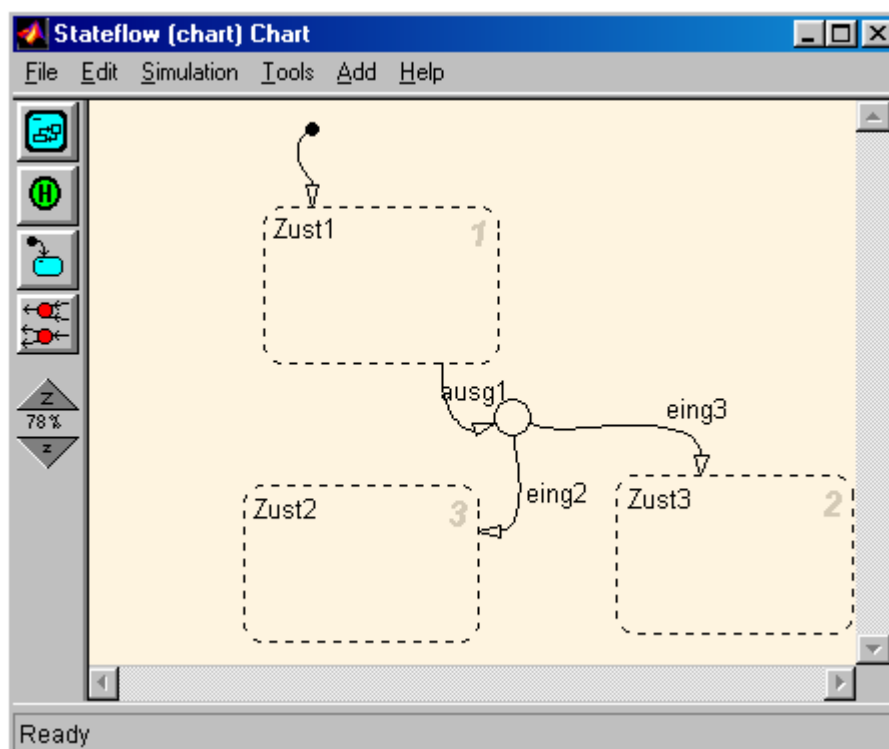 Stateflow (chart) Chart
File Edit Simulation Tools Add Help
H
Zust1 1
Z
78%
z
ausg1
eing3
Zust2 3
eing2
Zust3 2
Ready